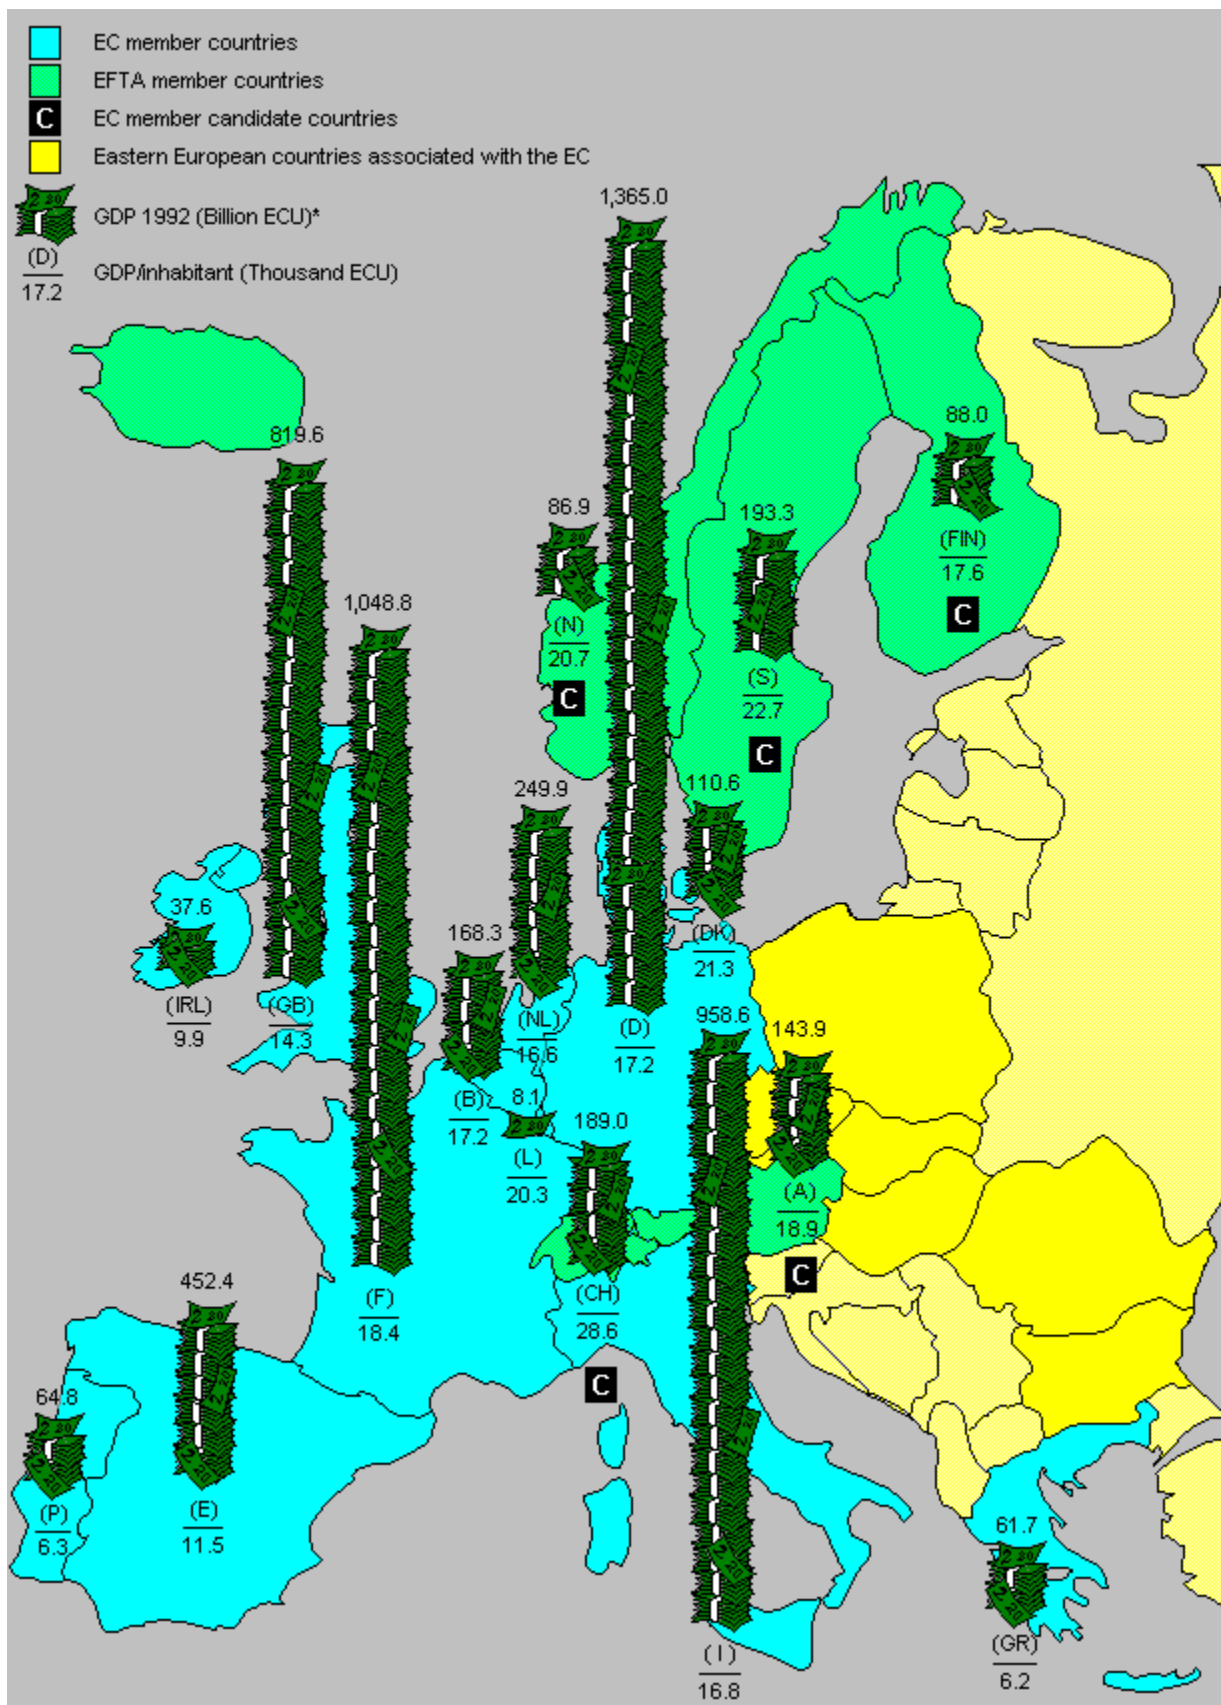 EC member countries
EFTA member countries
C
EC member candidate countries
Eastern European countries associated with the EC
GDP 1992 (Billion ECU)*
(D)
17.2
GDP/inhabitant (Thousand ECU)
1,365.0
819.6
88.0
(FIN)
17.6
C
86.9
(N)
20.7
C
193.3
(S)
22.7
C
1,048.8
249.9
110.6
37.6
(IRL)
9.9
(GB)
14.3
168.3
(NL)
16.6
(D)
17.2
(DK)
21.3
958.6
143.9
(B)
17.2
8.1
(L)
20.3
189.0
(A)
18.9
C
(F)
18.4
(CH)
28.6
C
452.4
64.8
(P)
6.3
(E)
11.5
61.7
(GR)
6.2
(I)
16.8